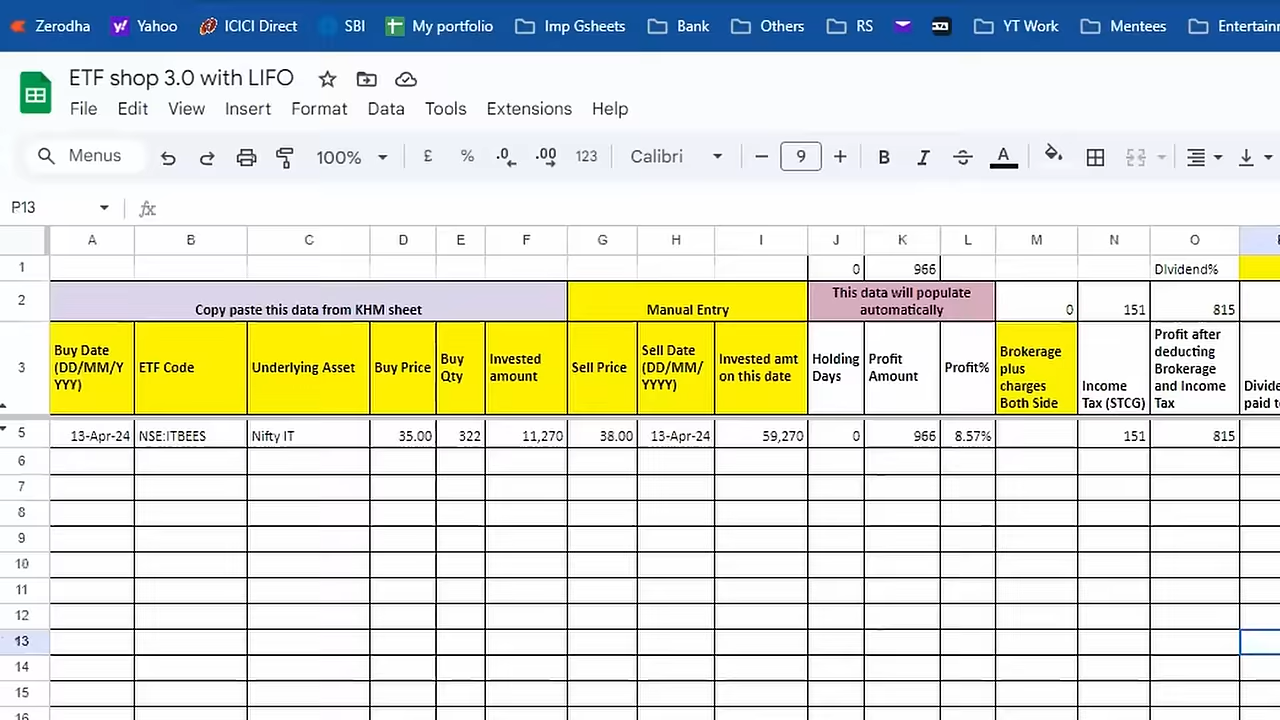 Zerodha Yahoo ICICI Direct SBI My portfolio Imp Gsheets Bank Others RS YT Work Mentees
ETF shop 3.0 with LIFO
File Edit View Insert Format Data Tools Extensions Help
Menus 100% £ % .0 .00 123 Calibri 9 B I A
P13 fx
A B C D E F G H I J K L M N O
1 0 966 DIvidend%
2 Copy paste this data from KHM sheet Manual Entry This data will populate automatically 0 151 815
3 Buy Date (DD/MM/YYYY) ETF Code Underlying Asset Buy Price Buy Qty Invested amount Sell Price Sell Date (DD/MM/YYYY) Invested amt on this date Holding Days Profit Amount Profit% Brokerage plus charges Both Side Income Tax (STCG) Profit after deducting Brokerage and Income Tax
5 13-Apr-24 NSE:ITBEES Nifty IT 35.00 322 11,270 38.00 13-Apr-24 59,270 0 966 8.57% 151 815
6
7
8
9
10
11
12
13
14
15
16